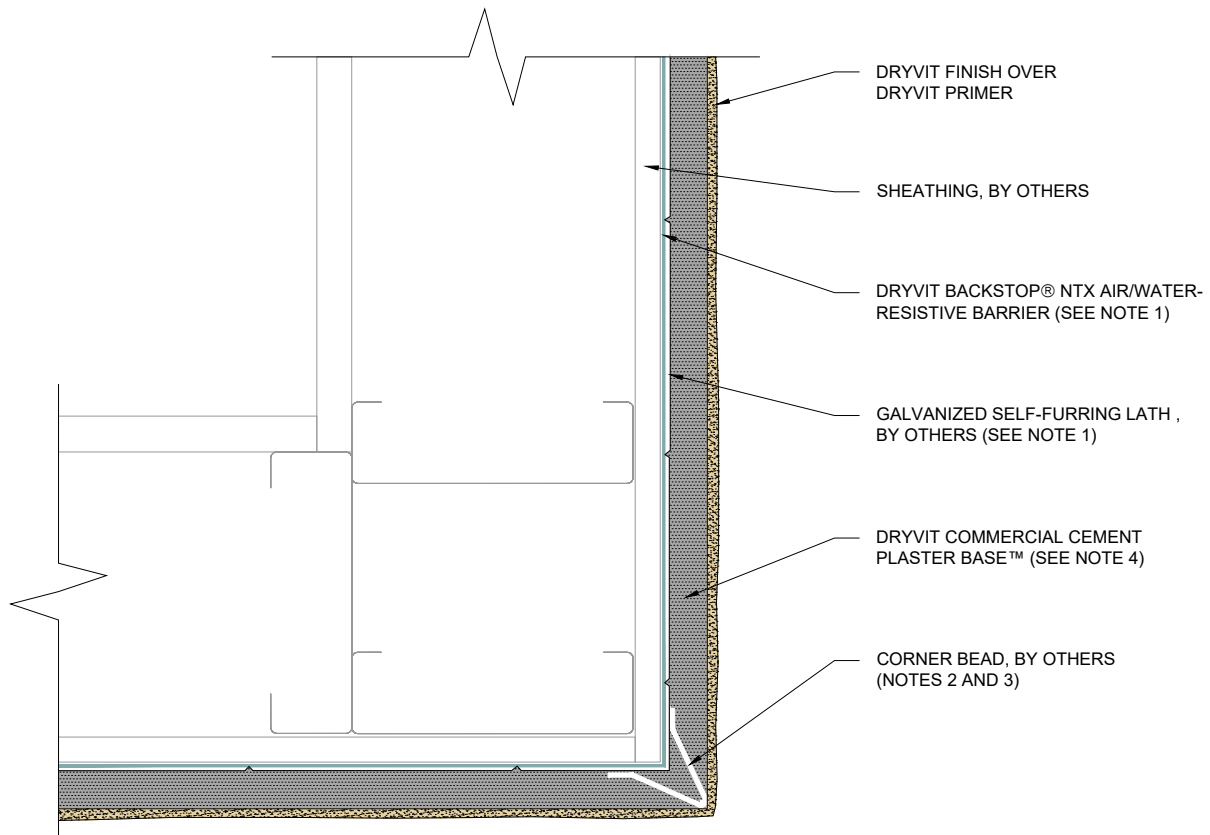 DRYVIT FINISH OVER
DRYVIT PRIMER
SHEATHING, BY OTHERS
DRYVIT BACKSTOP® NTX AIR/WATER-
RESISTIVE BARRIER (SEE NOTE 1)
GALVANIZED SELF-FURRING LATH ,
BY OTHERS (SEE NOTE 1)
DRYVIT COMMERCIAL CEMENT
PLASTER BASE™ (SEE NOTE 4)
CORNER BEAD, BY OTHERS
(NOTES 2 AND 3)